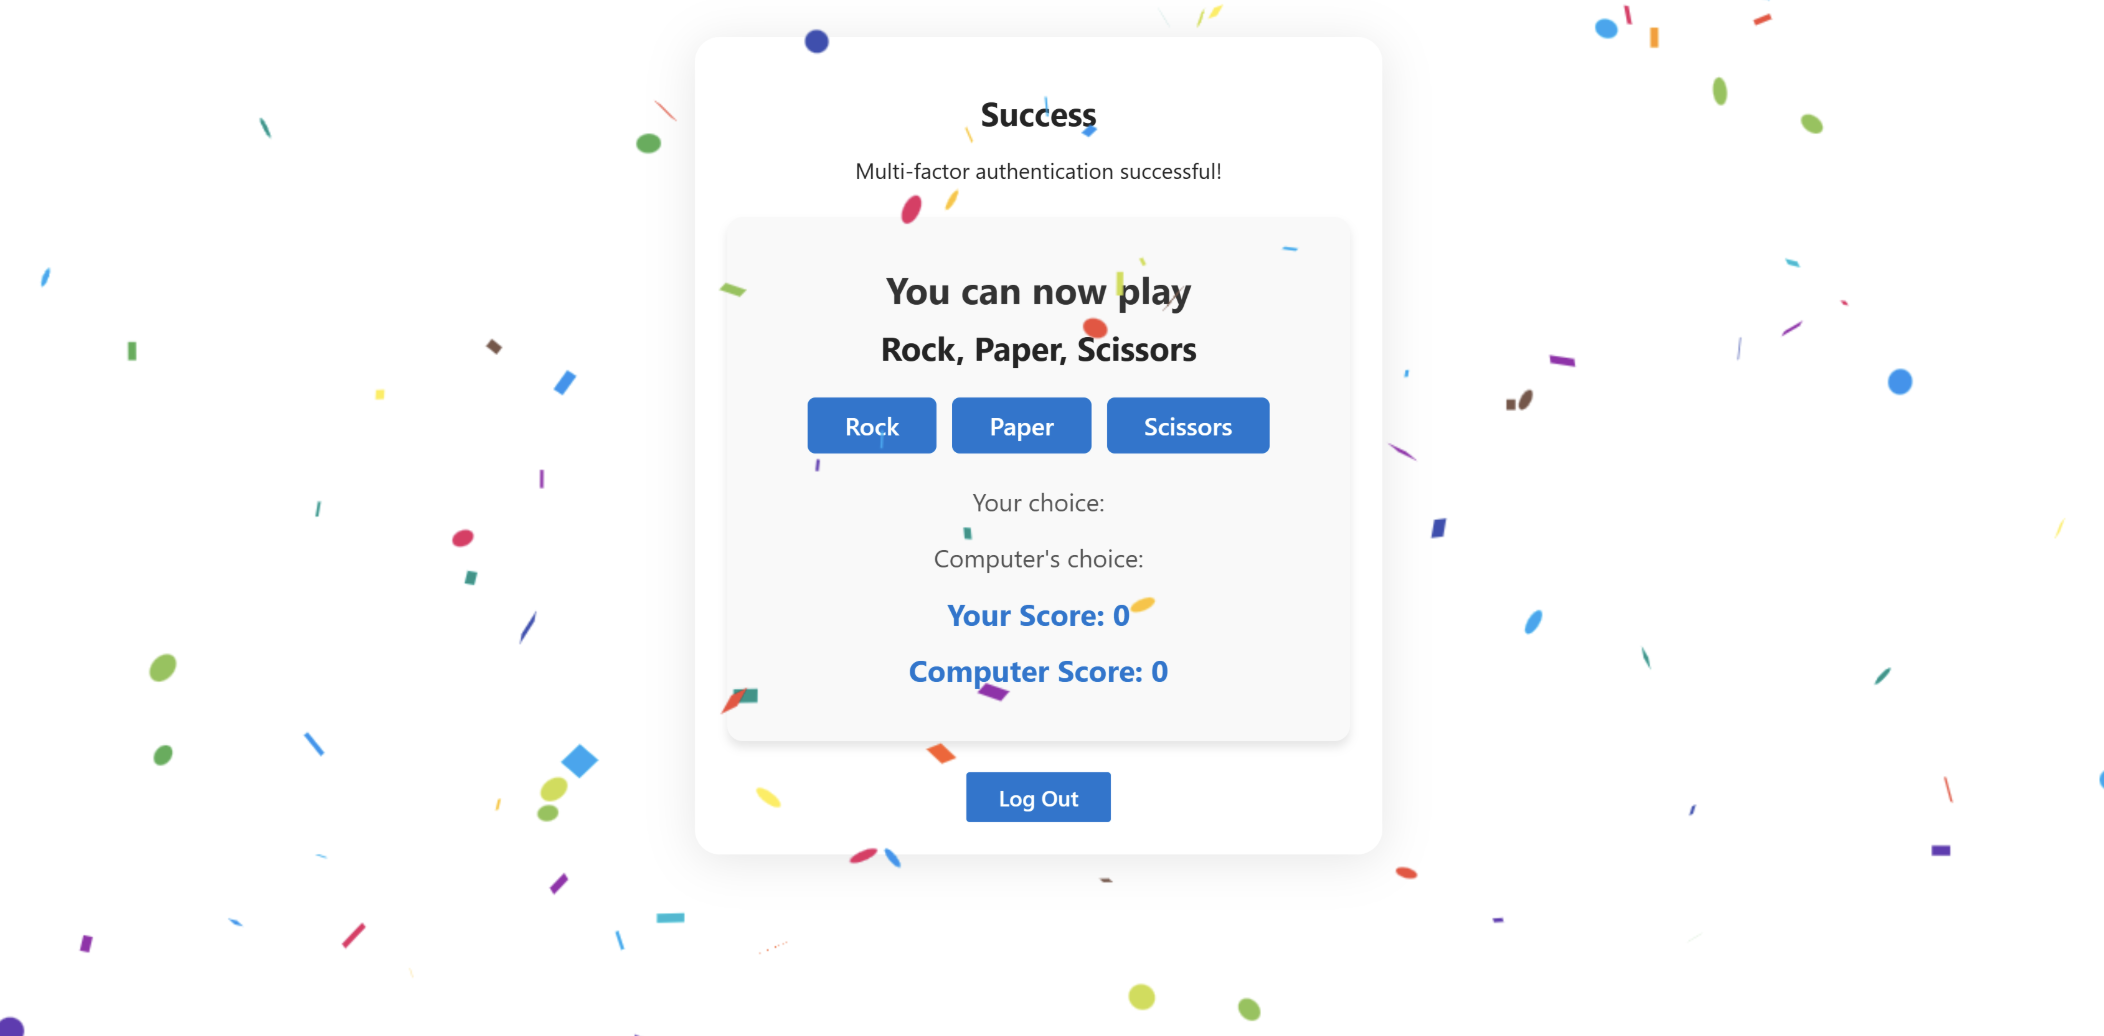 Success
Multi-factor authentication successful!
You can now play
Rock, Paper, Scissors
Rock Paper Scissors
Your choice:
Computer's choice:
Your Score: 0
Computer Score: 0
Log Out